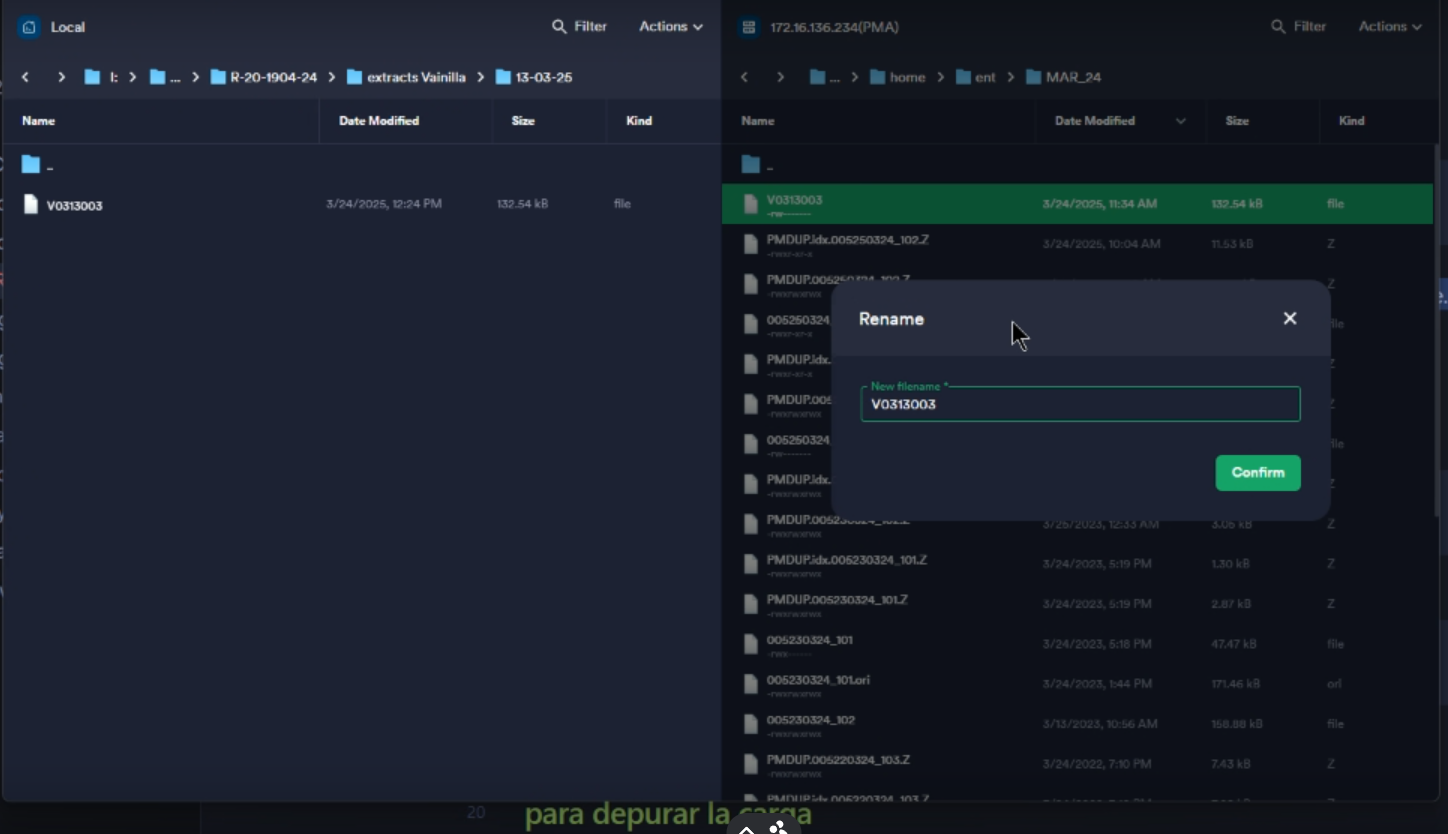 Local
Filter
Actions
I: > ... > R-20-1904-24 > extracts Vainilla > 13-03-25
Name Date Modified Size Kind
..
V0313003 3/24/2025, 12:24 PM 132.54 kB file
172.16.136.234(PMA)
Filter
Actions
... > home > ent > MAR_24
Name Date Modified Size Kind
..
V0313003 3/24/2025, 11:34 AM 132.54 kB file
-rw-------
PMDUP.idx.005250324_102.Z 3/24/2025, 10:04 AM 11.53 kB Z
-rwxr-xr-x
PMDUP.005250324_102.Z Z
-rwxrwxrwx
005250324 file
-rwxr-xr-x
PMDUP.idx. Z
-rwxr-xr-x
PMDUP.005 Z
-rwxrwxrwx
005250324 file
-rw-------
PMDUP.idx. Z
-rwxrwxrwx
PMDUP.005230324_102.Z 3/25/2023, 12:33 AM 3.05 kB Z
-rwxrwxrwx
PMDUP.idx.005230324_101.Z 3/24/2023, 5:19 PM 1.30 kB Z
-rwxrwxrwx
PMDUP.005230324_101.Z 3/24/2023, 5:19 PM 2.87 kB Z
-rwxrwxrwx
005230324_101 3/24/2023, 5:18 PM 47.47 kB file
-rwx------
005230324_101.ori 3/24/2023, 1:44 PM 171.46 kB ori
-rwxrwxrwx
005230324_102 3/13/2023, 10:56 AM 168.88 kB file
-rwxrwxrwx
PMDUP.005220324_103.Z 3/24/2022, 7:10 PM 7.43 kB Z
-rwxrwxrwx
PMDUP.idx.005220324_103.Z
Rename
New filename *
V0313003
Confirm
20 para depurar la carga